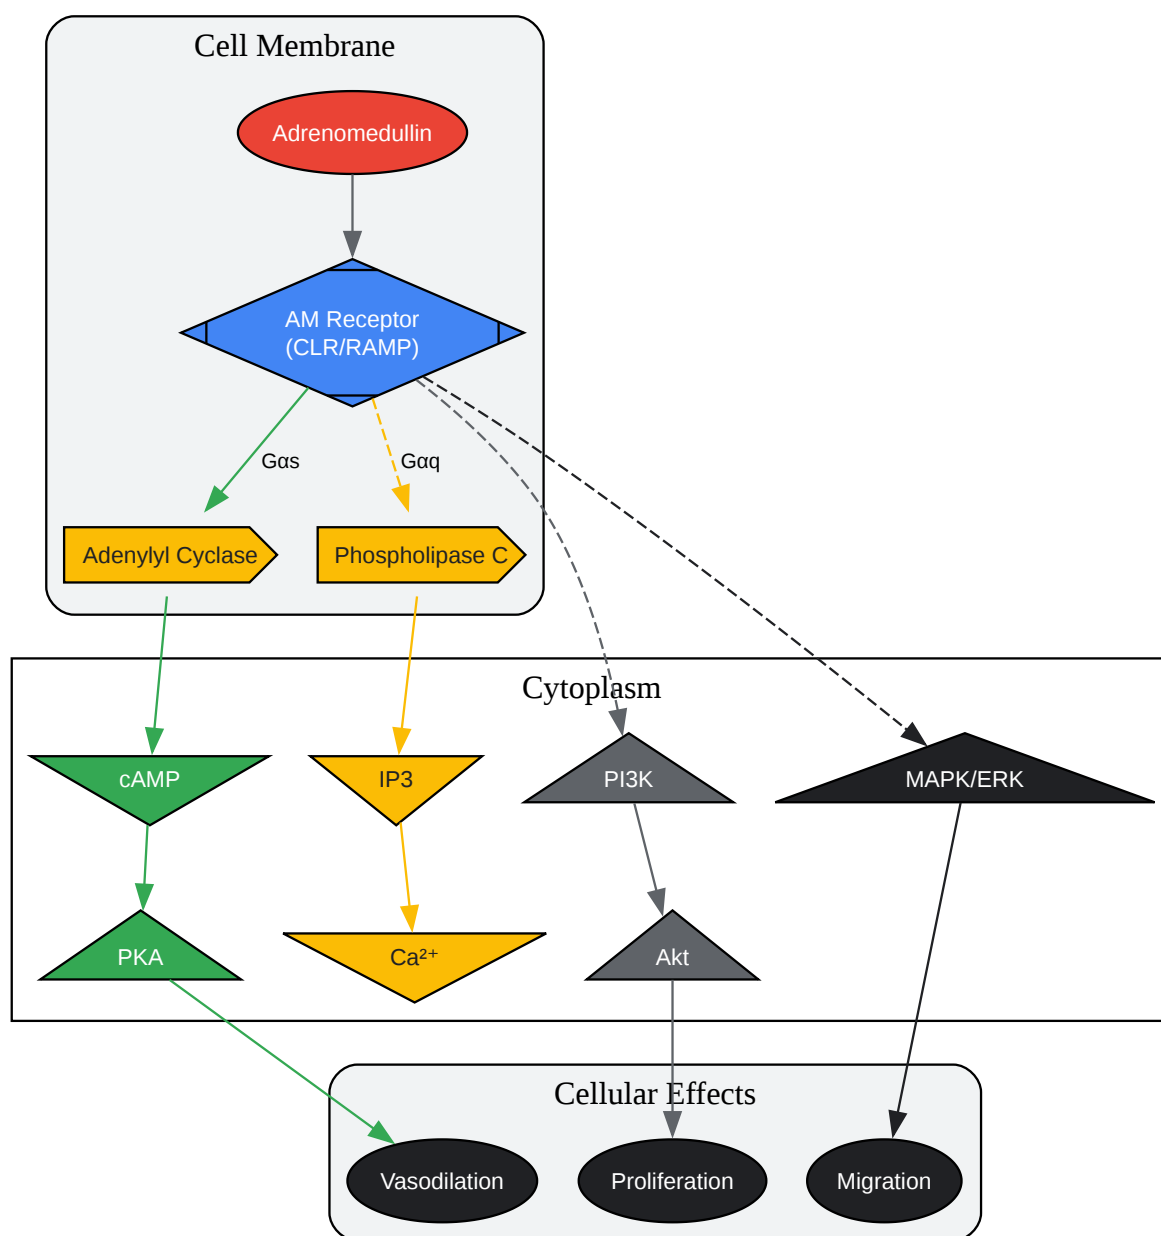 Cell Membrane
Adrenomedullin
AM Receptor
(CLR/RAMP)
Gαs
Gαq
Adenylyl Cyclase
Phospholipase C
Cytoplasm
cAMP
IP3
PI3K
MAPK/ERK
PKA
Ca²⁺
Akt
Cellular Effects
Vasodilation
Proliferation
Migration